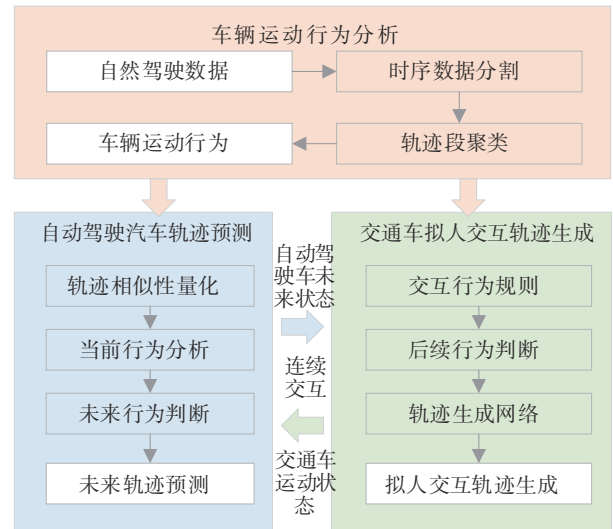 车辆运动行为分析
自然驾驶数据
时序数据分割
车辆运动行为
轨迹段聚类
自动驾驶汽车轨迹预测
轨迹相似性量化
当前行为分析
未来行为判断
未来轨迹预测
自动驾
驶车未
来状态
连续
交互
交通车
运动状
态
交通车拟人交互轨迹生成
交互行为规则
后续行为判断
轨迹生成网络
拟人交互轨迹生成